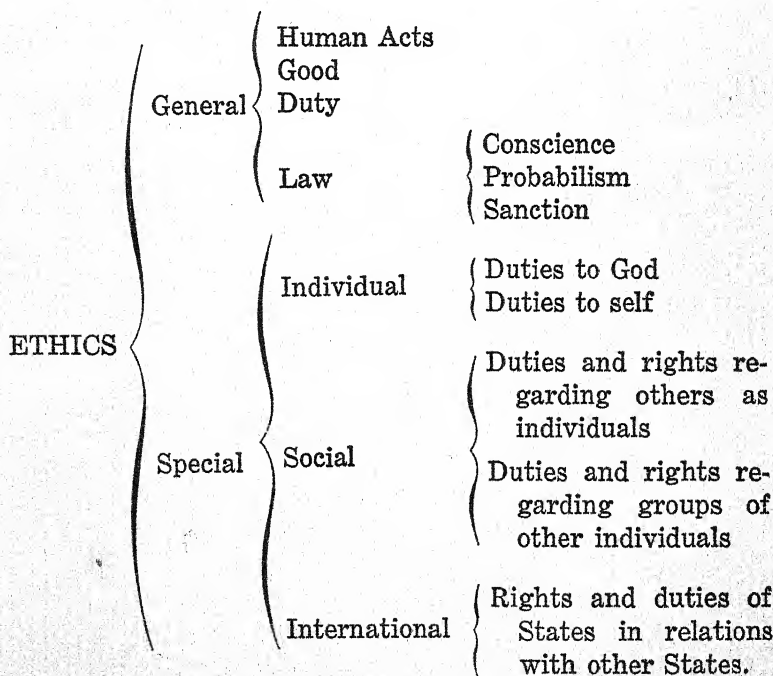 Human Acts
Good
General
Duty
Law
Conscience
Probabilism
Sanction
ETHICS
Special
Individual
Duties to God
Duties to self
Social
Duties and rights re-
garding others as
individuals
Duties and rights re-
garding groups of
other individuals
International
Rights and duties of
States in relations
with other States.